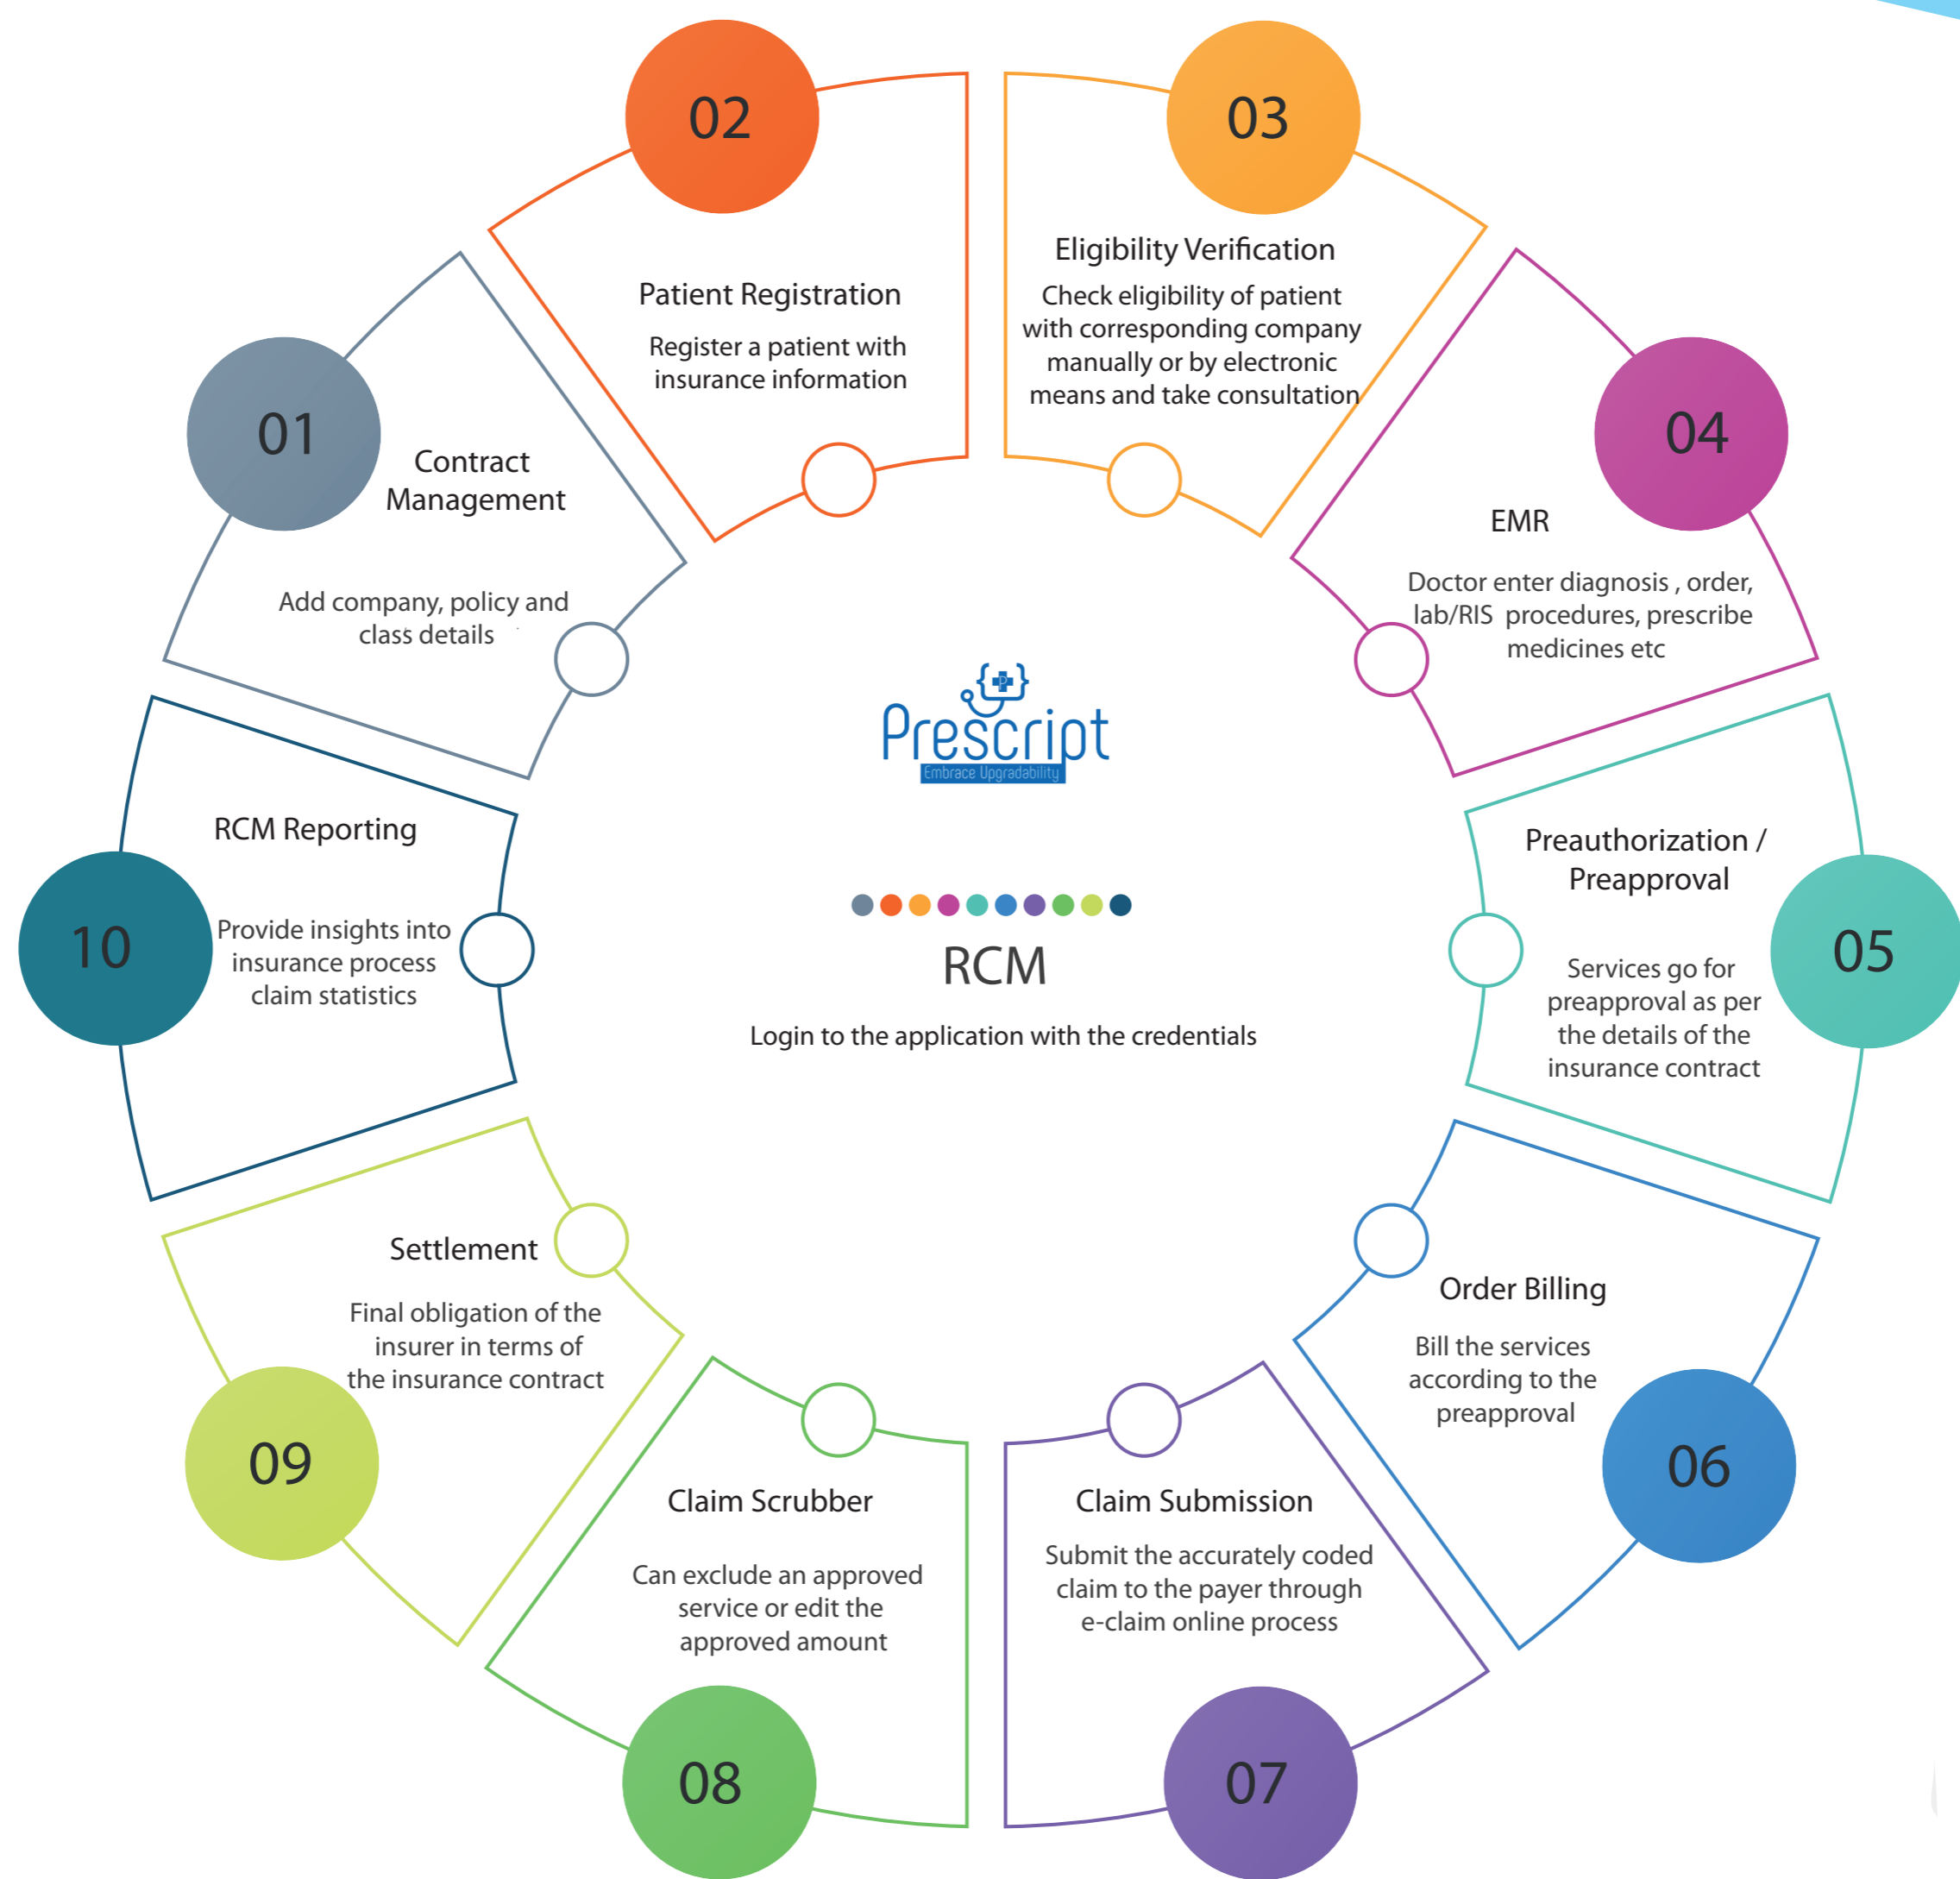 01
Contract
Management
Add company, policy and
class details
02
Patient Registration
Register a patient with
insurance information
03
Eligibility Verification
Check eligibility of patient
with corresponding company
manually or by electronic
means and take consultation
04
EMR
Doctor enter diagnosis , order,
lab/RIS procedures, prescribe
medicines etc
05
Preauthorization /
Preapproval
Services go for
preapproval as per
the details of the
insurance contract
06
Order Billing
Bill the services
according to the
preapproval
07
Claim Submission
Submit the accurately coded
claim to the payer through
e-claim online process
08
Claim Scrubber
Can exclude an approved
service or edit the
approved amount
09
Settlement
Final obligation of the
insurer in terms of
the insurance contract
10
RCM Reporting
Provide insights into
insurance process
claim statistics
{P}
Prescript
Embrace Upgradability
RCM
Login to the application with the credentials